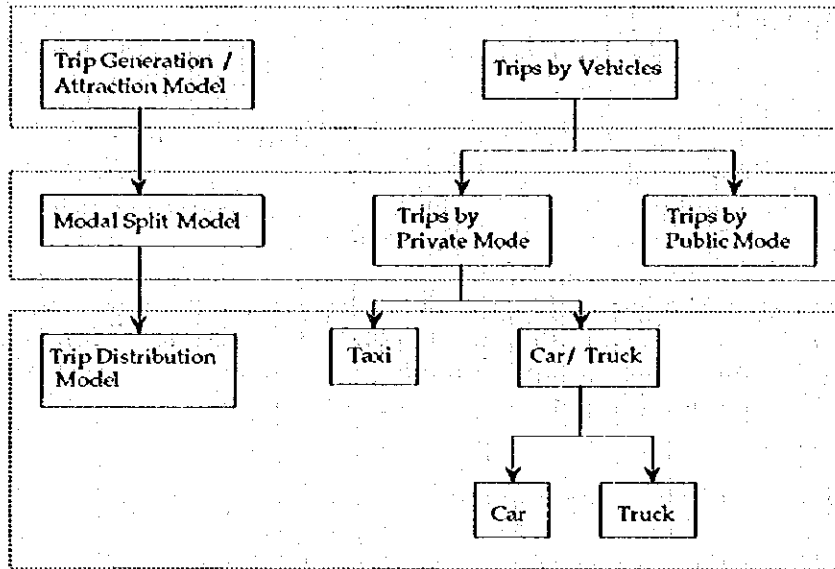 Trip Generation /
Attraction Model
Trips by Vehicles
Modal Split Model
Trips by
Private Mode
Trips by
Public Mode
Trip Distribution
Model
Taxi
Car/ Truck
Car
Truck